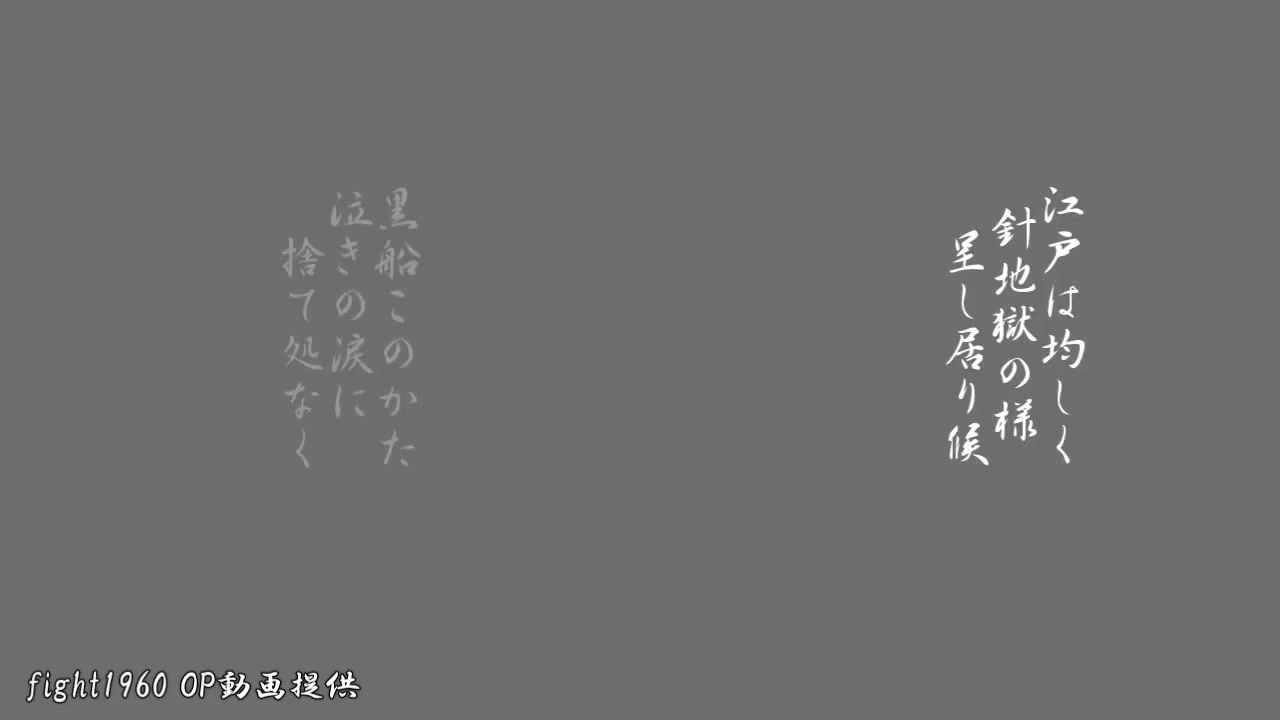 江戸は均しく
針地獄の様
呈し居り候
黒船このかた
泣きの涙に
捨て処なく
fight1960 OP動画提供